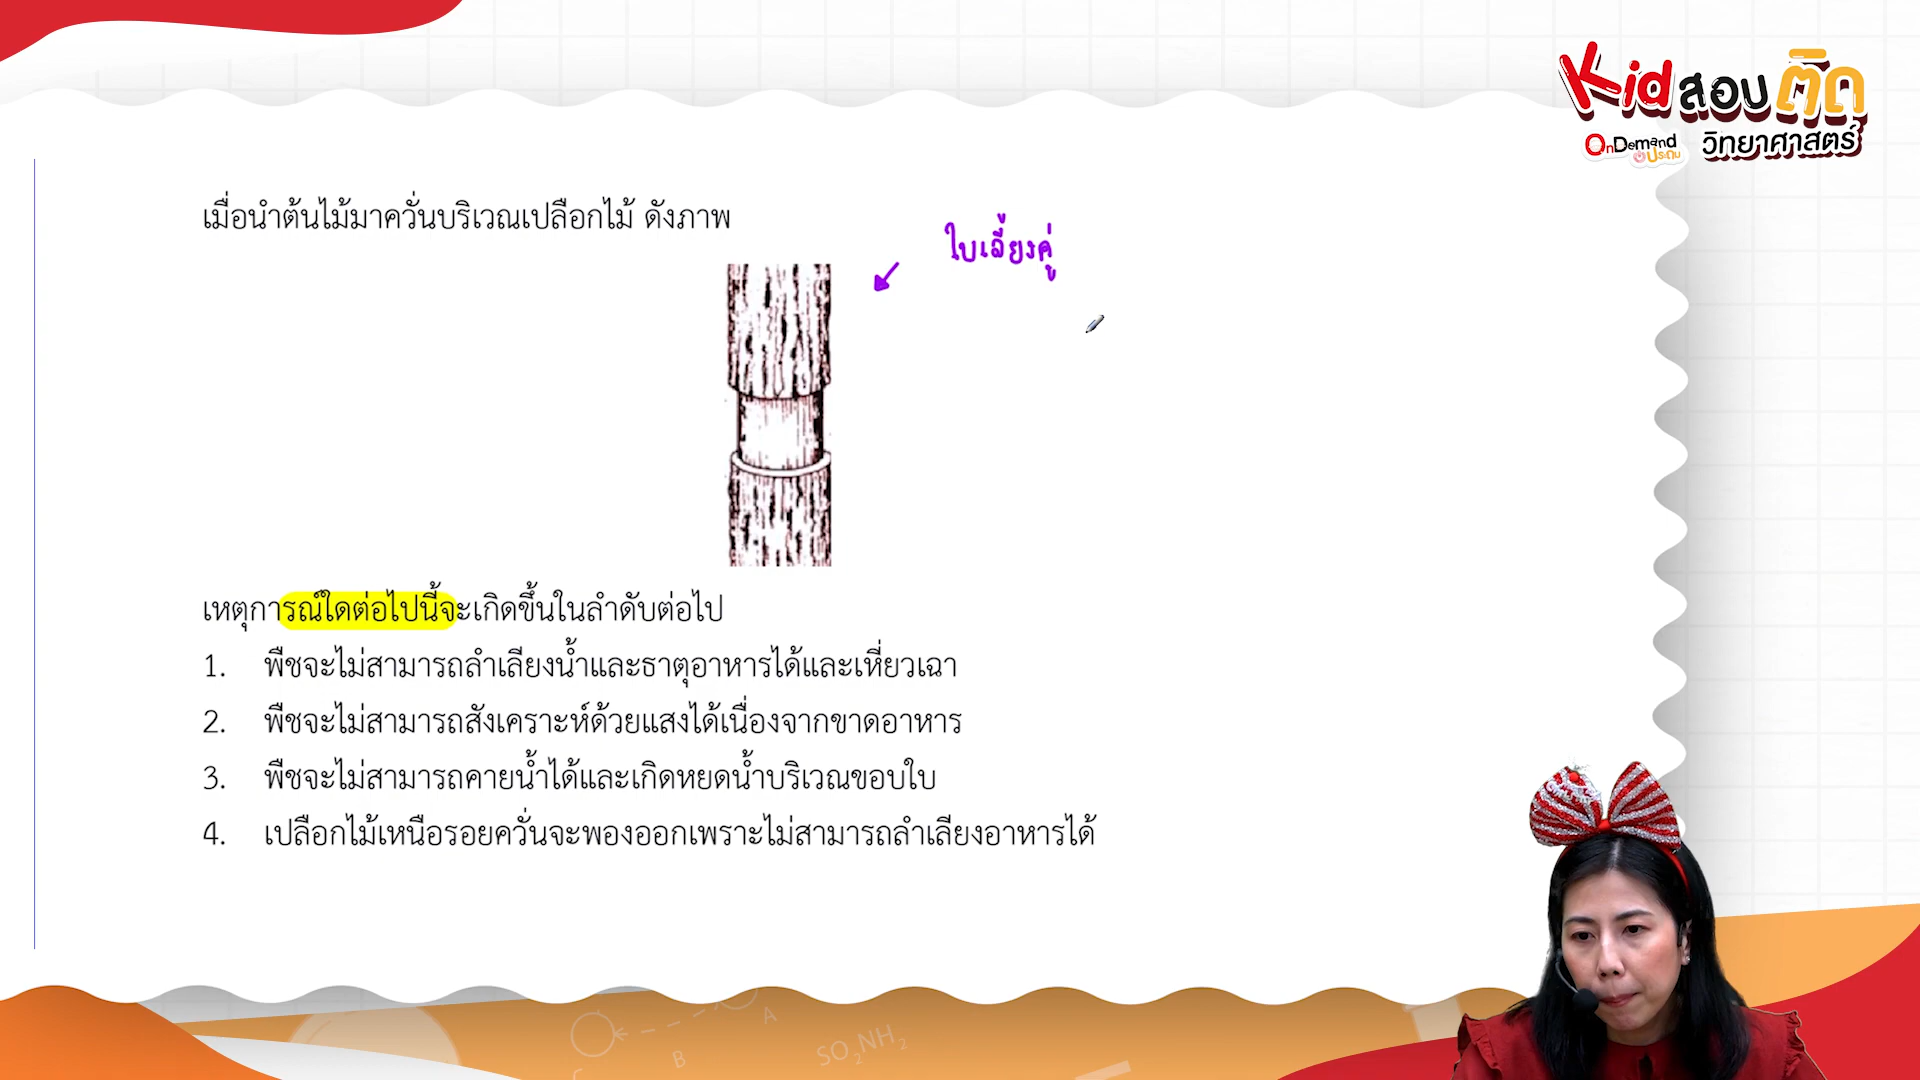 Kidสอบติด
OnDemand ประถม วิทยาศาสตร์
เมื่อนำต้นไม้มาควั่นบริเวณเปลือกไม้ ดังภาพ
ใบเลี้ยงคู่
เหตุการณ์ใดต่อไปนี้จะเกิดขึ้นในลำดับต่อไป
1. พืชจะไม่สามารถลำเลียงน้ำและธาตุอาหารได้และเหี่ยวเฉา
2. พืชจะไม่สามารถสังเคราะห์ด้วยแสงได้เนื่องจากขาดอาหาร
3. พืชจะไม่สามารถคายน้ำได้และเกิดหยดน้ำบริเวณขอบใบ
4. เปลือกไม้เหนือรอยควั่นจะพองออกเพราะไม่สามารถลำเลียงอาหารได้
A
B
C
SO2NH2